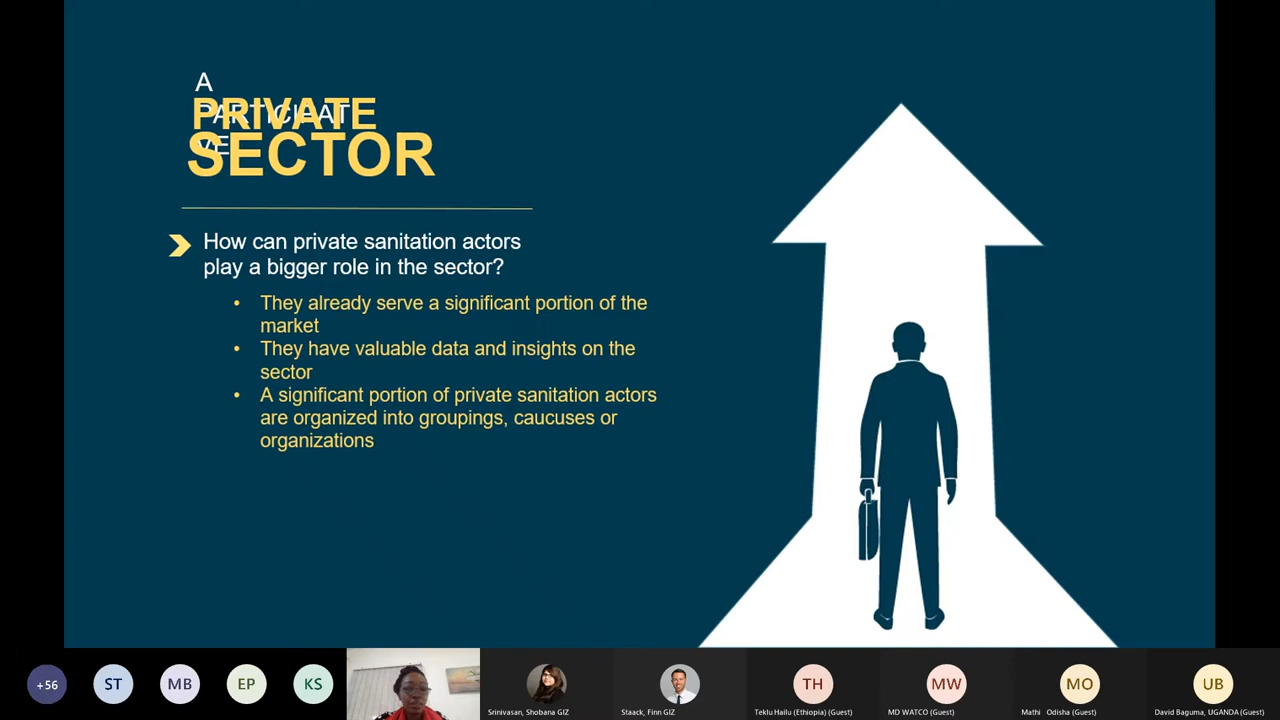 A
PARTICIPATI
VE
PRIVATE
SECTOR
How can private sanitation actors
play a bigger role in the sector?
• They already serve a significant portion of the
market
• They have valuable data and insights on the
sector
• A significant portion of private sanitation actors
are organized into groupings, caucuses or
organizations
+56
ST
MB
EP
KS
Srinivasan, Shobana GIZ
Staack, Finn GIZ
TH
Teklu Hailu (Ethiopia) (Guest)
MW
MD WATCO (Guest)
MO
Mathi Odisha (Guest)
UB
David Baguma, UGANDA (Guest)